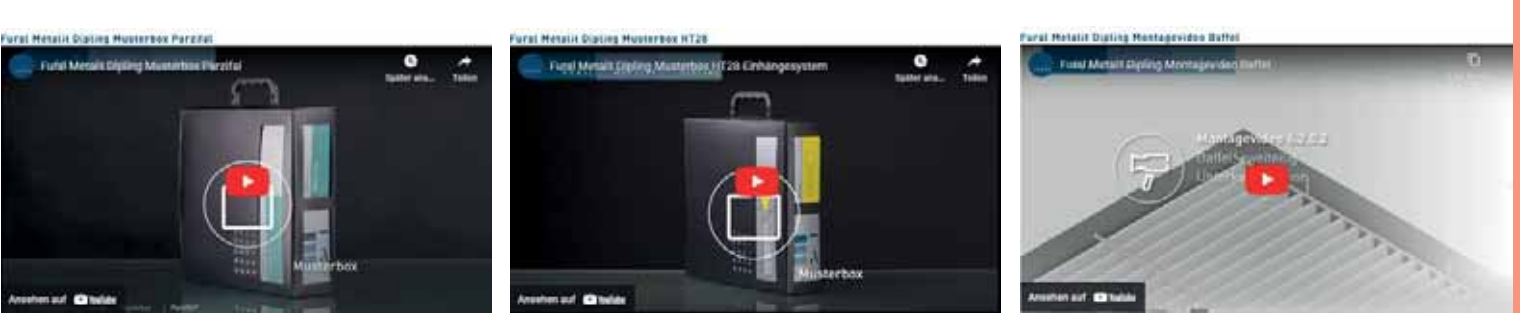 Fural Metalit Dipling Musterbox Parzifal
Fural Metalit Dipling Musterbox Parzifal
Später ans...
Teilen
Musterbox
Ansehen auf YouTube
Fural Metalit Dipling Musterbox HT28
Fural Metalit Dipling Musterbox HT28 Einhängesystem
Später ans...
Teilen
Musterbox
Ansehen auf YouTube
Fural Metalit Dipling Montagevideo Baffel
Fural Metalit Dipling Montagevideo Baffel
Montagevideo
Ansehen auf YouTube